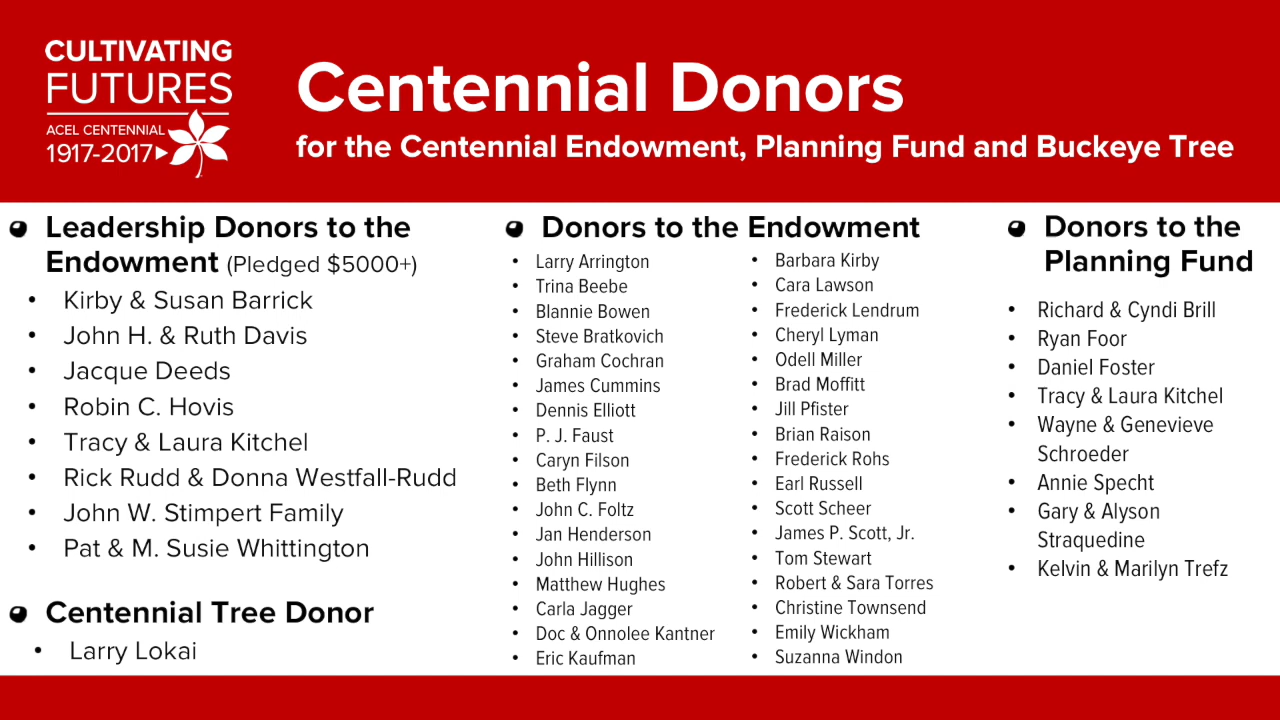 CULTIVATING
FUTURES
ACEL CENTENNIAL
1917-2017
Centennial Donors
for the Centennial Endowment, Planning Fund and Buckeye Tree
Leadership Donors to the
Endowment (Pledged $5000+)
• Kirby & Susan Barrick
• John H. & Ruth Davis
• Jacque Deeds
• Robin C. Hovis
• Tracy & Laura Kitchel
• Rick Rudd & Donna Westfall-Rudd
• John W. Stimpert Family
• Pat & M. Susie Whittington
Centennial Tree Donor
• Larry Lokai
Donors to the Endowment
• Larry Arrington
• Trina Beebe
• Blannie Bowen
• Steve Bratkovich
• Graham Cochran
• James Cummins
• Dennis Elliott
• P. J. Faust
• Caryn Filson
• Beth Flynn
• John C. Foltz
• Jan Henderson
• John Hillison
• Matthew Hughes
• Carla Jagger
• Doc & Onnolee Kantner
• Eric Kaufman
• Barbara Kirby
• Cara Lawson
• Frederick Lendrum
• Cheryl Lyman
• Odell Miller
• Brad Moffitt
• Jill Pfister
• Brian Raison
• Frederick Rohs
• Earl Russell
• Scott Scheer
• James P. Scott, Jr.
• Tom Stewart
• Robert & Sara Torres
• Christine Townsend
• Emily Wickham
• Suzanna Windon
Donors to the
Planning Fund
• Richard & Cyndi Brill
• Ryan Foor
• Daniel Foster
• Tracy & Laura Kitchel
• Wayne & Genevieve
Schroeder
• Annie Specht
• Gary & Alyson
Straquedine
• Kelvin & Marilyn Trefz